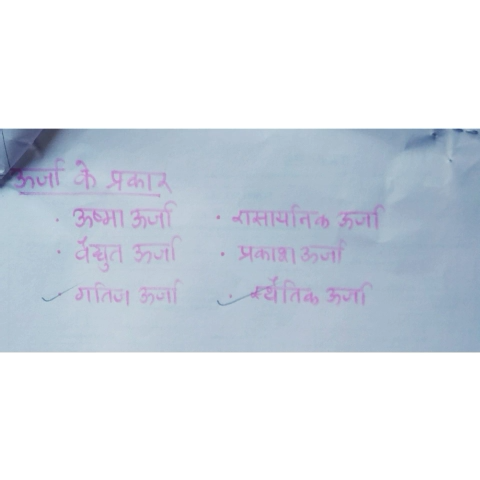 ऊर्जा के प्रकार
· ऊष्मा ऊर्जा · रासायनिक ऊर्जा
· वैद्युत ऊर्जा · प्रकाश ऊर्जा
✓· गतिज ऊर्जा ✓· स्थैतिक ऊर्जा